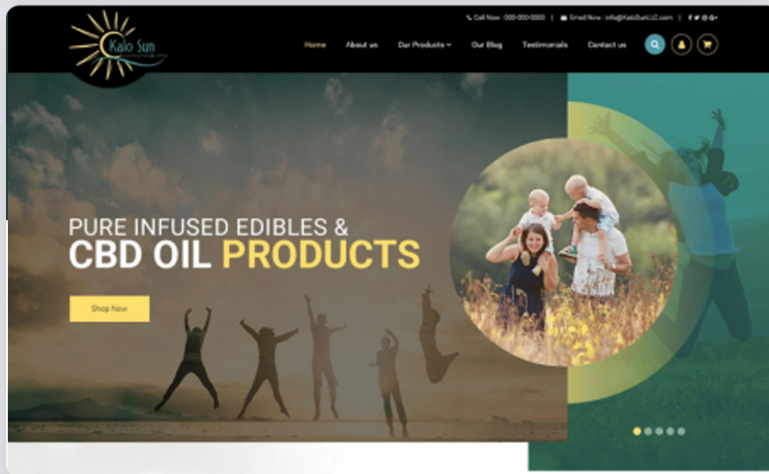 Call Now : 000-000-0000 | Email Now : info@KaloSunLLC.com |
Kalo Sun
Home About us Our Products Our Blog Testimonials Contact us
PURE INFUSED EDIBLES &
CBD OIL PRODUCTS
Shop Now